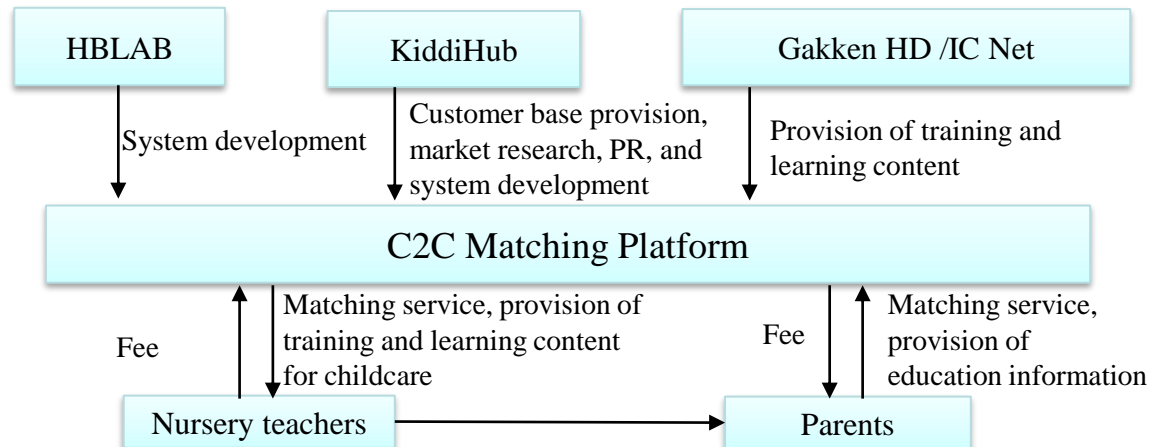 HBLAB
KiddiHub
Gakken HD /IC Net
System development
Customer base provision,
market research, PR, and
system development
Provision of training and
learning content
C2C Matching Platform
Fee
Matching service, provision of
training and learning content
for childcare
Fee
Matching service,
provision of
education information
Nursery teachers
Parents